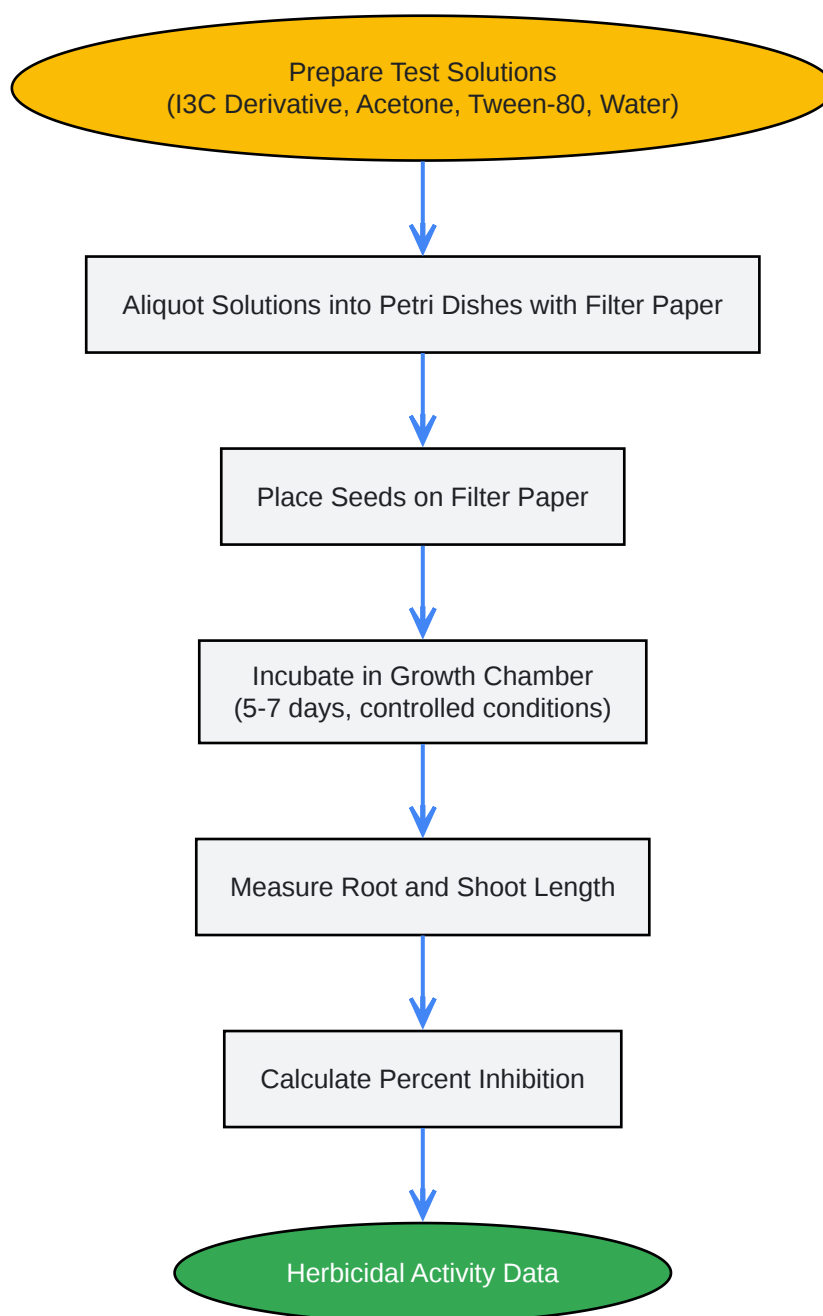 Prepare Test Solutions
(I3C Derivative, Acetone, Tween-80, Water)
Aliquot Solutions into Petri Dishes with Filter Paper
Place Seeds on Filter Paper
Incubate in Growth Chamber
(5-7 days, controlled conditions)
Measure Root and Shoot Length
Calculate Percent Inhibition
Herbicidal Activity Data